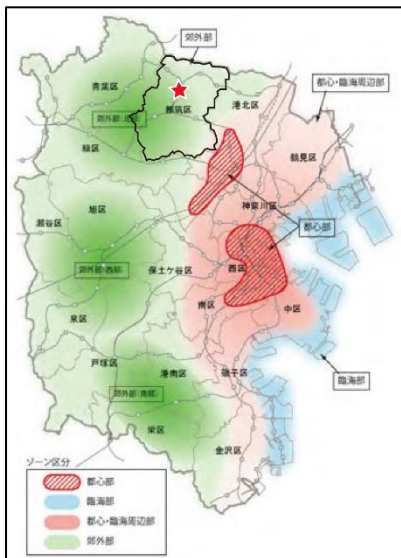 郊外部
都心・臨海周辺部
青葉区
都筑区
港北区
緑区
鶴見区
神奈川区
旭区
都心部
瀬谷区
郊外部(西部)
保土ケ谷区
西区
泉区
南区
中区
戸塚区
港南区
磯子区
臨海部
郊外部(南部)
栄区
金沢区
ゾーン区分
都心部
臨海部
都心・臨海周辺部
郊外部